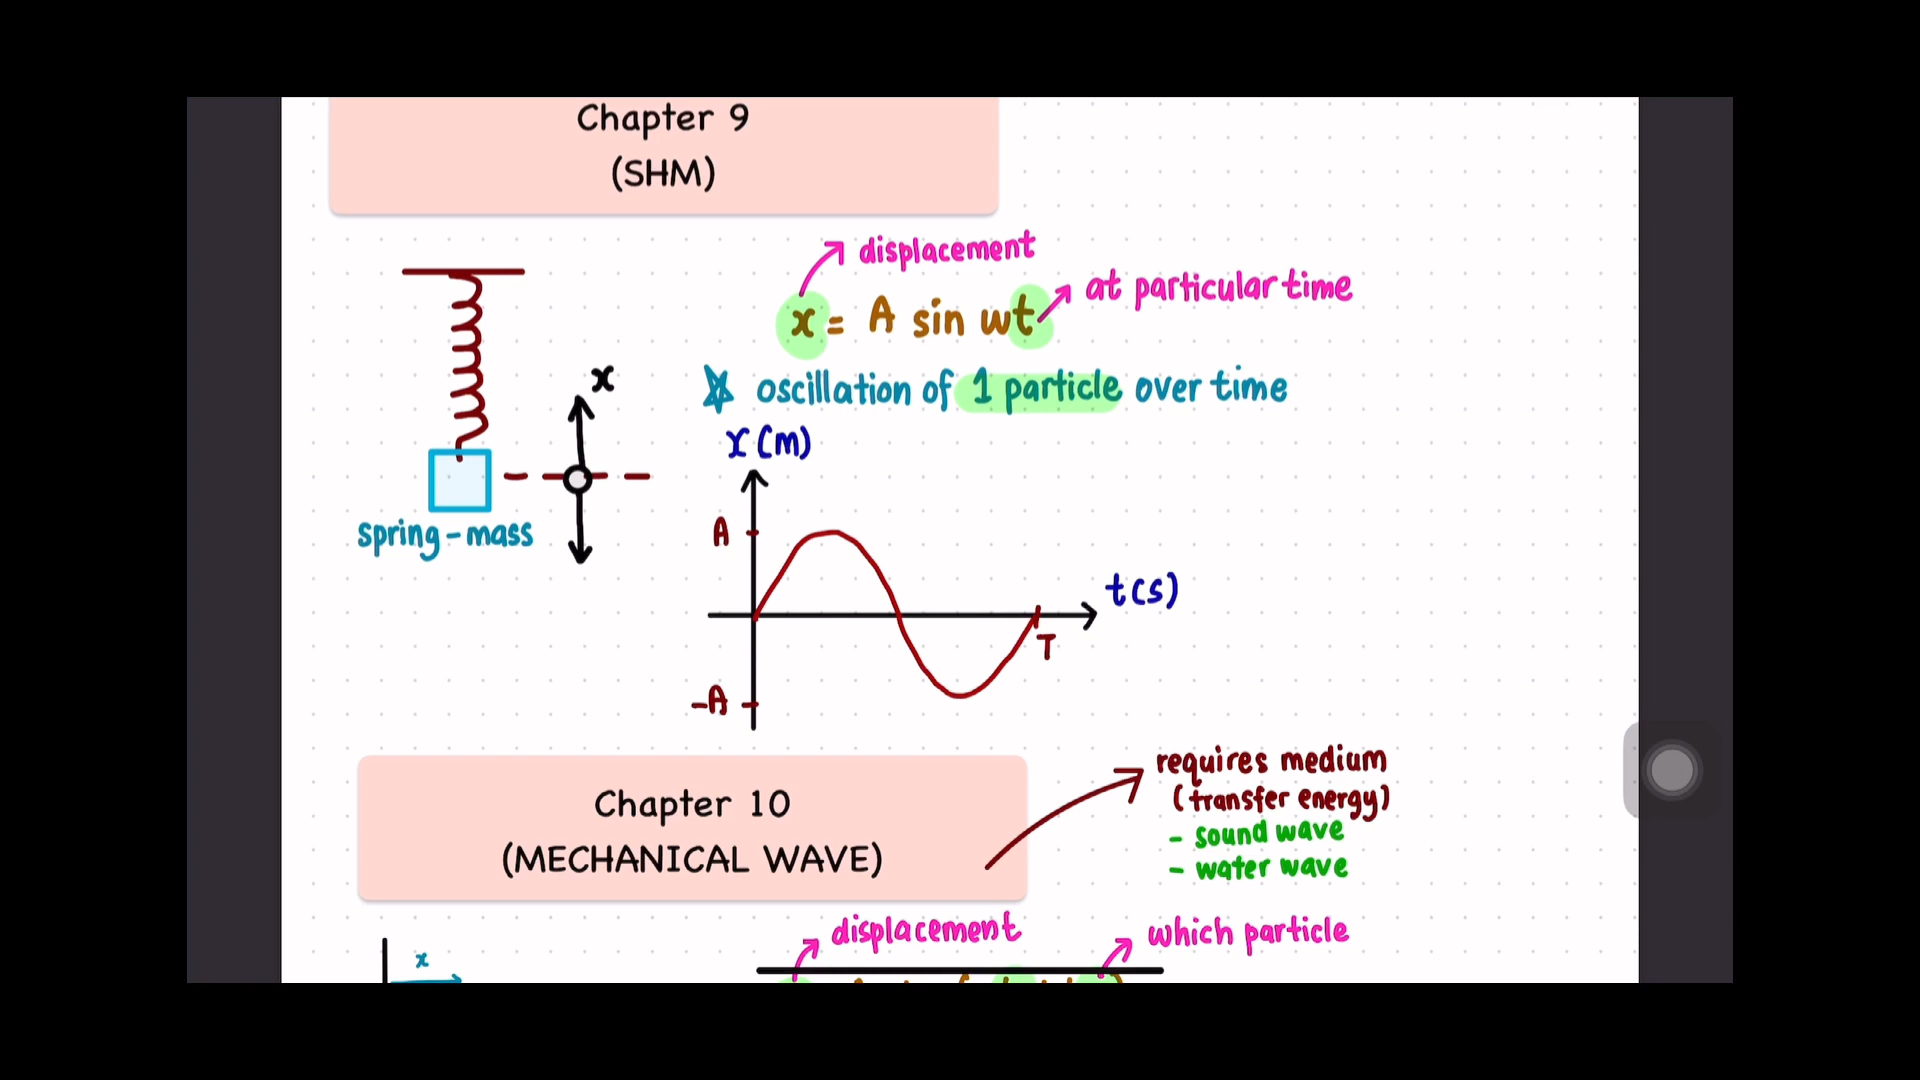 Chapter 9
(SHM)
displacement
at particular time
x = A sin wt
oscillation of 1 particle over time
x
spring-mass
x (m)
A
-A
t(s)
T
Chapter 10
(MECHANICAL WAVE)
requires medium
(transfer energy)
- sound wave
- water wave
displacement
which particle
x